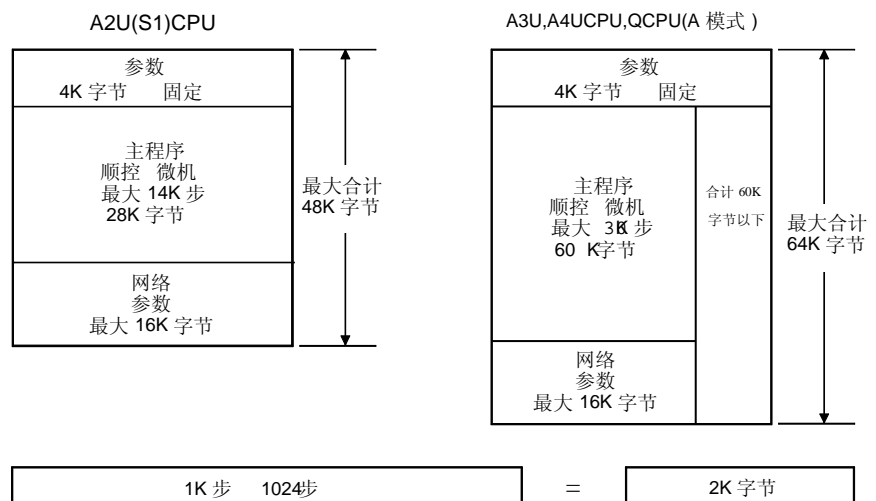 A2U(S1)CPU
参数
4K 字节 固定
主程序
顺控 微机
最大 14K 步
28K 字节
网络
参数
最大 16K 字节
最大合计
48K 字节
A3U,A4UCPU,QCPU(A 模式 )
参数
4K 字节 固定
主程序
顺控 微机
最大 步
60 K字节
合计 60K
字节以下
网络
参数
最大 16K 字节
最大合计
64K 字节
1K 步 1024步
=
2K 字节